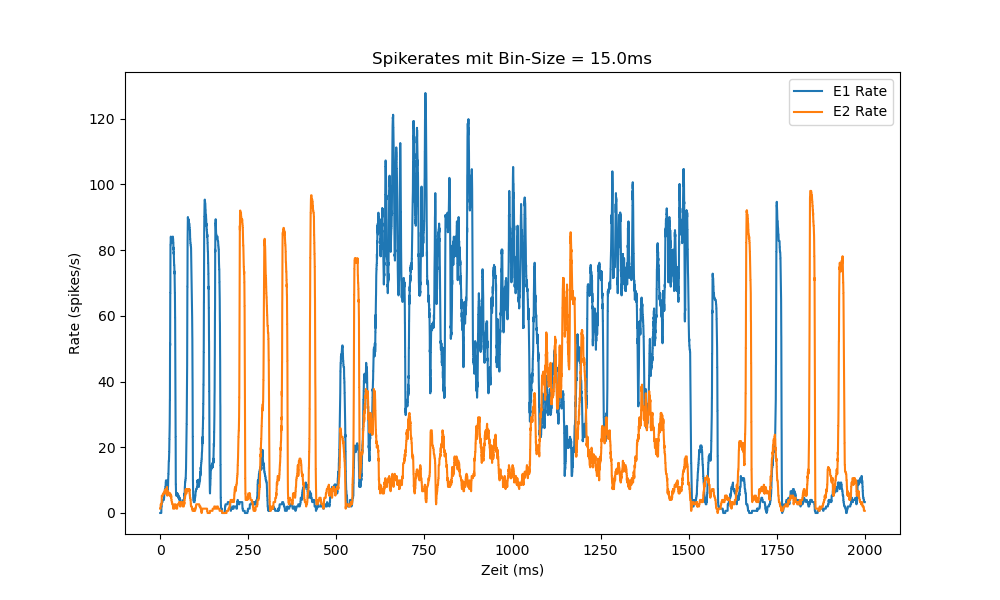 Spikerates mit Bin-Size = 15.0ms
E1 Rate
E2 Rate
Rate (spikes/s)
120
100
80
60
40
20
0
0 250 500 750 1000 1250 1500 1750 2000
Zeit (ms)